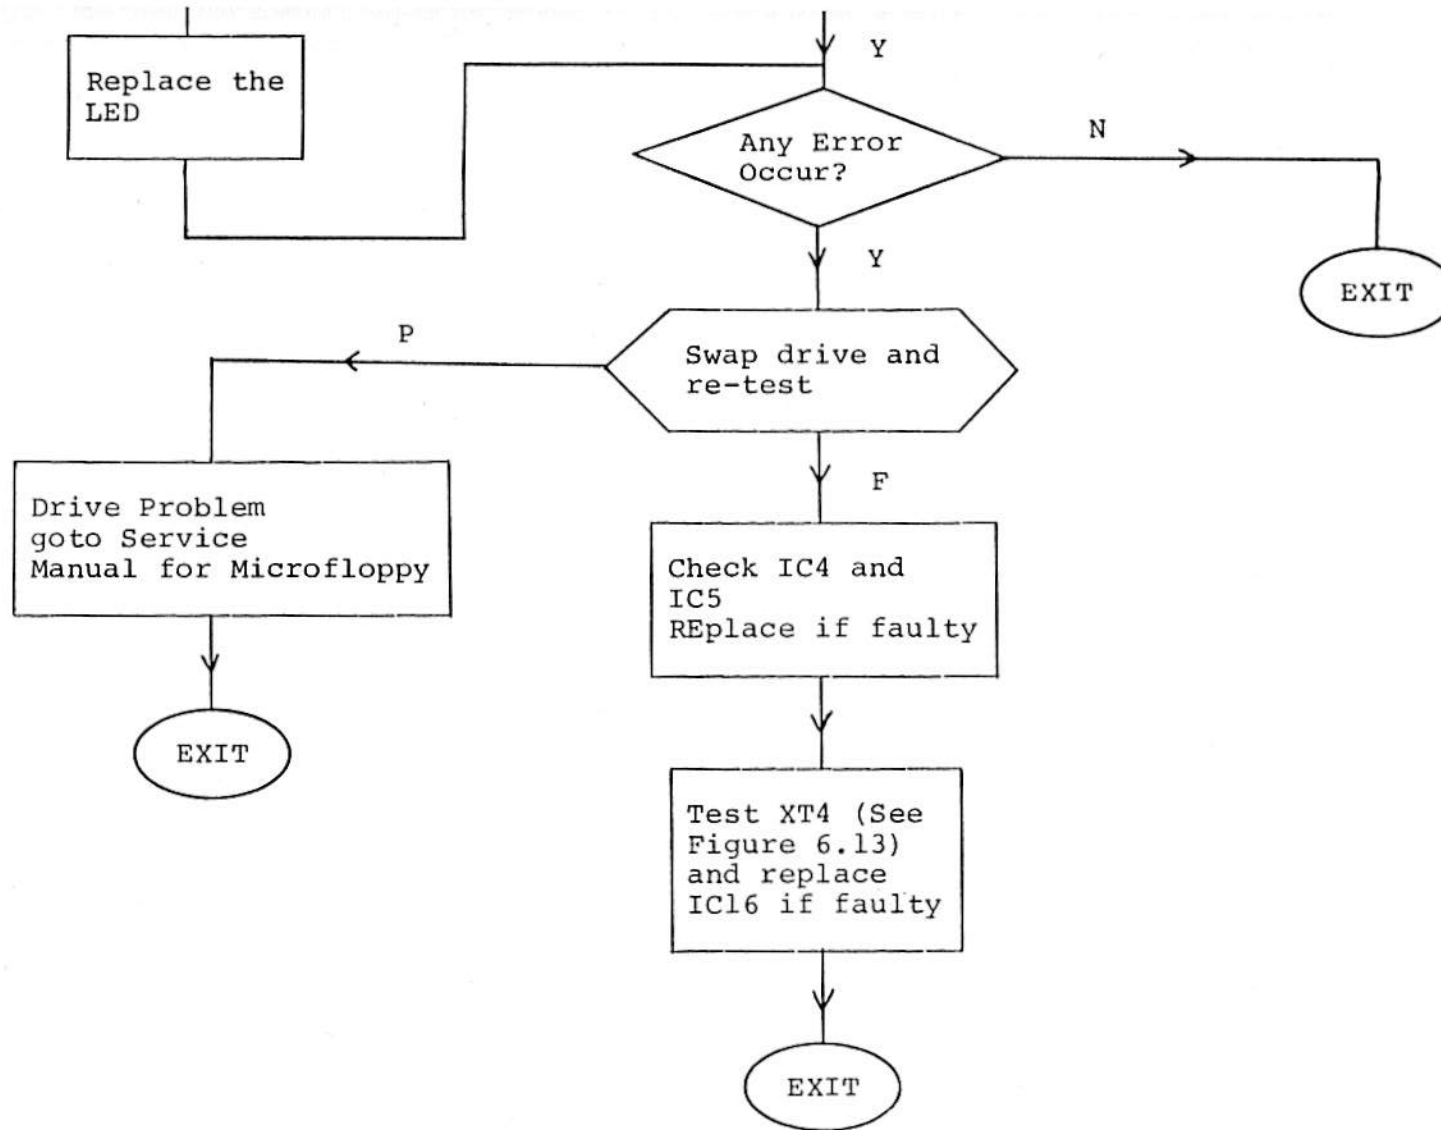 Replace the
LED
Y
Any Error
Occur?
N
Y
EXIT
P
Swap drive and
re-test
Drive Problem
goto Service
Manual for Microfloppy
F
Check IC4 and
IC5
REplace if faulty
EXIT
Test XT4 (See
Figure 6.13)
and replace
IC16 if faulty
EXIT